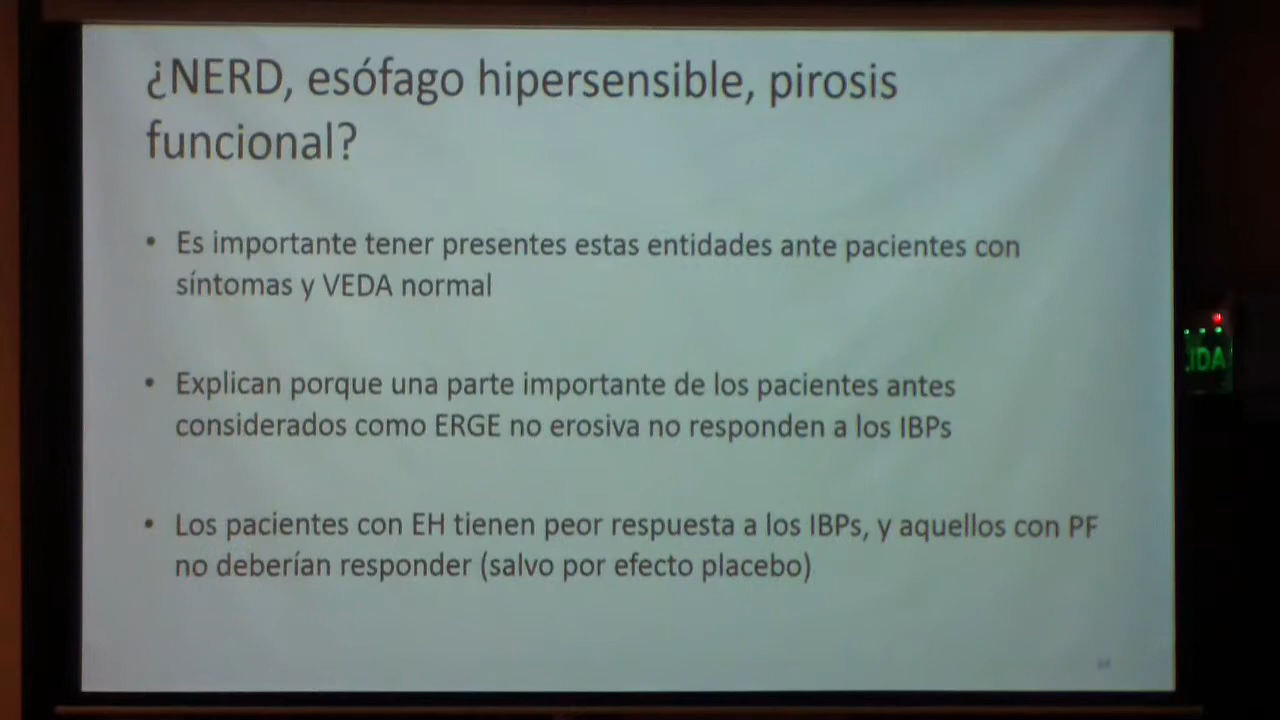 ¿NERD, esófago hipersensible, pirosis
funcional?
• Es importante tener presentes estas entidades ante pacientes con
síntomas y VEDA normal
• Explican porque una parte importante de los pacientes antes
considerados como ERGE no erosiva no responden a los IBPs
• Los pacientes con EH tienen peor respuesta a los IBPs, y aquellos con PF
no deberían responder (salvo por efecto placebo)